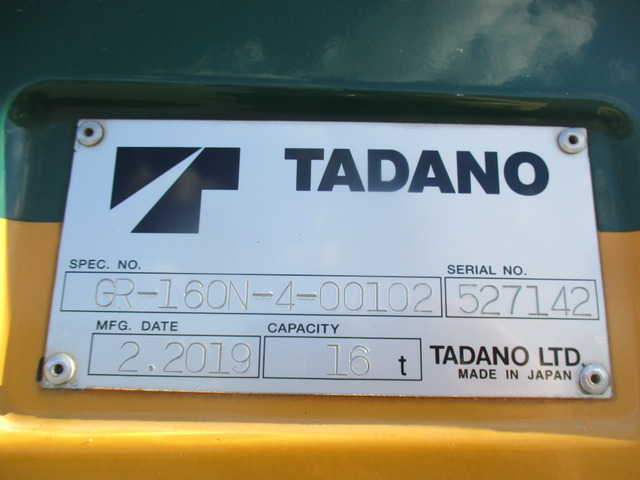 TADANO
SPEC. NO.
GR-160N-4-00102
SERIAL NO.
527142
MFG. DATE
2.2019
CAPACITY
16 t
TADANO LTD.
MADE IN JAPAN